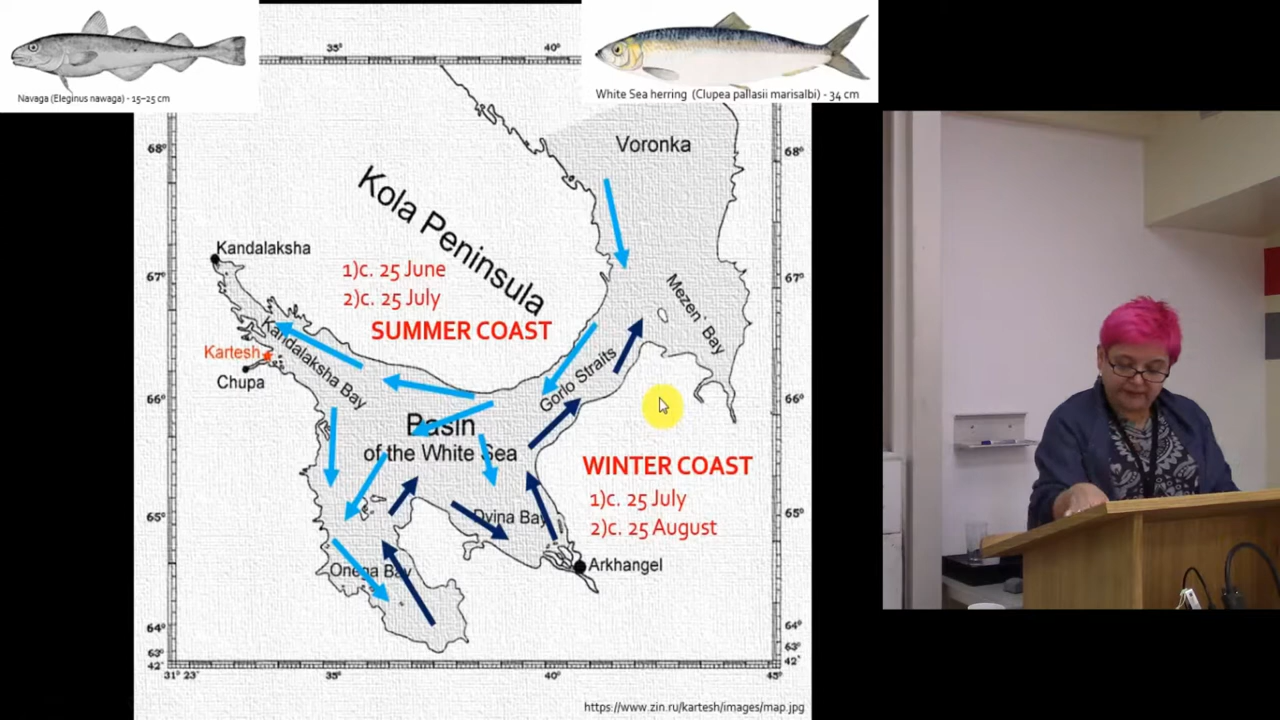 Navaga (Eleginus nawaga) - 15–25 cm
White Sea herring (Clupea pallasii marisalbi) - 34 cm
35°
40°
Voronka
68°
68°
Kola Peninsula
Kandalaksha
1)c. 25 June
2)c. 25 July
SUMMER COAST
67°
67°
Mezen` Bay
Kandalaksha Bay
Kartesh
Chupa
Gorlo Straits
66°
66°
Basin
of the White Sea
WINTER COAST
1)c. 25 July
2)c. 25 August
65°
65°
Dvina Bay
Arkhangel
Onega Bay
64°
64°
63°
63°
42°
42°
31° 23'
35°
40°
45°
https://www.zin.ru/kartesh/images/map.jpg